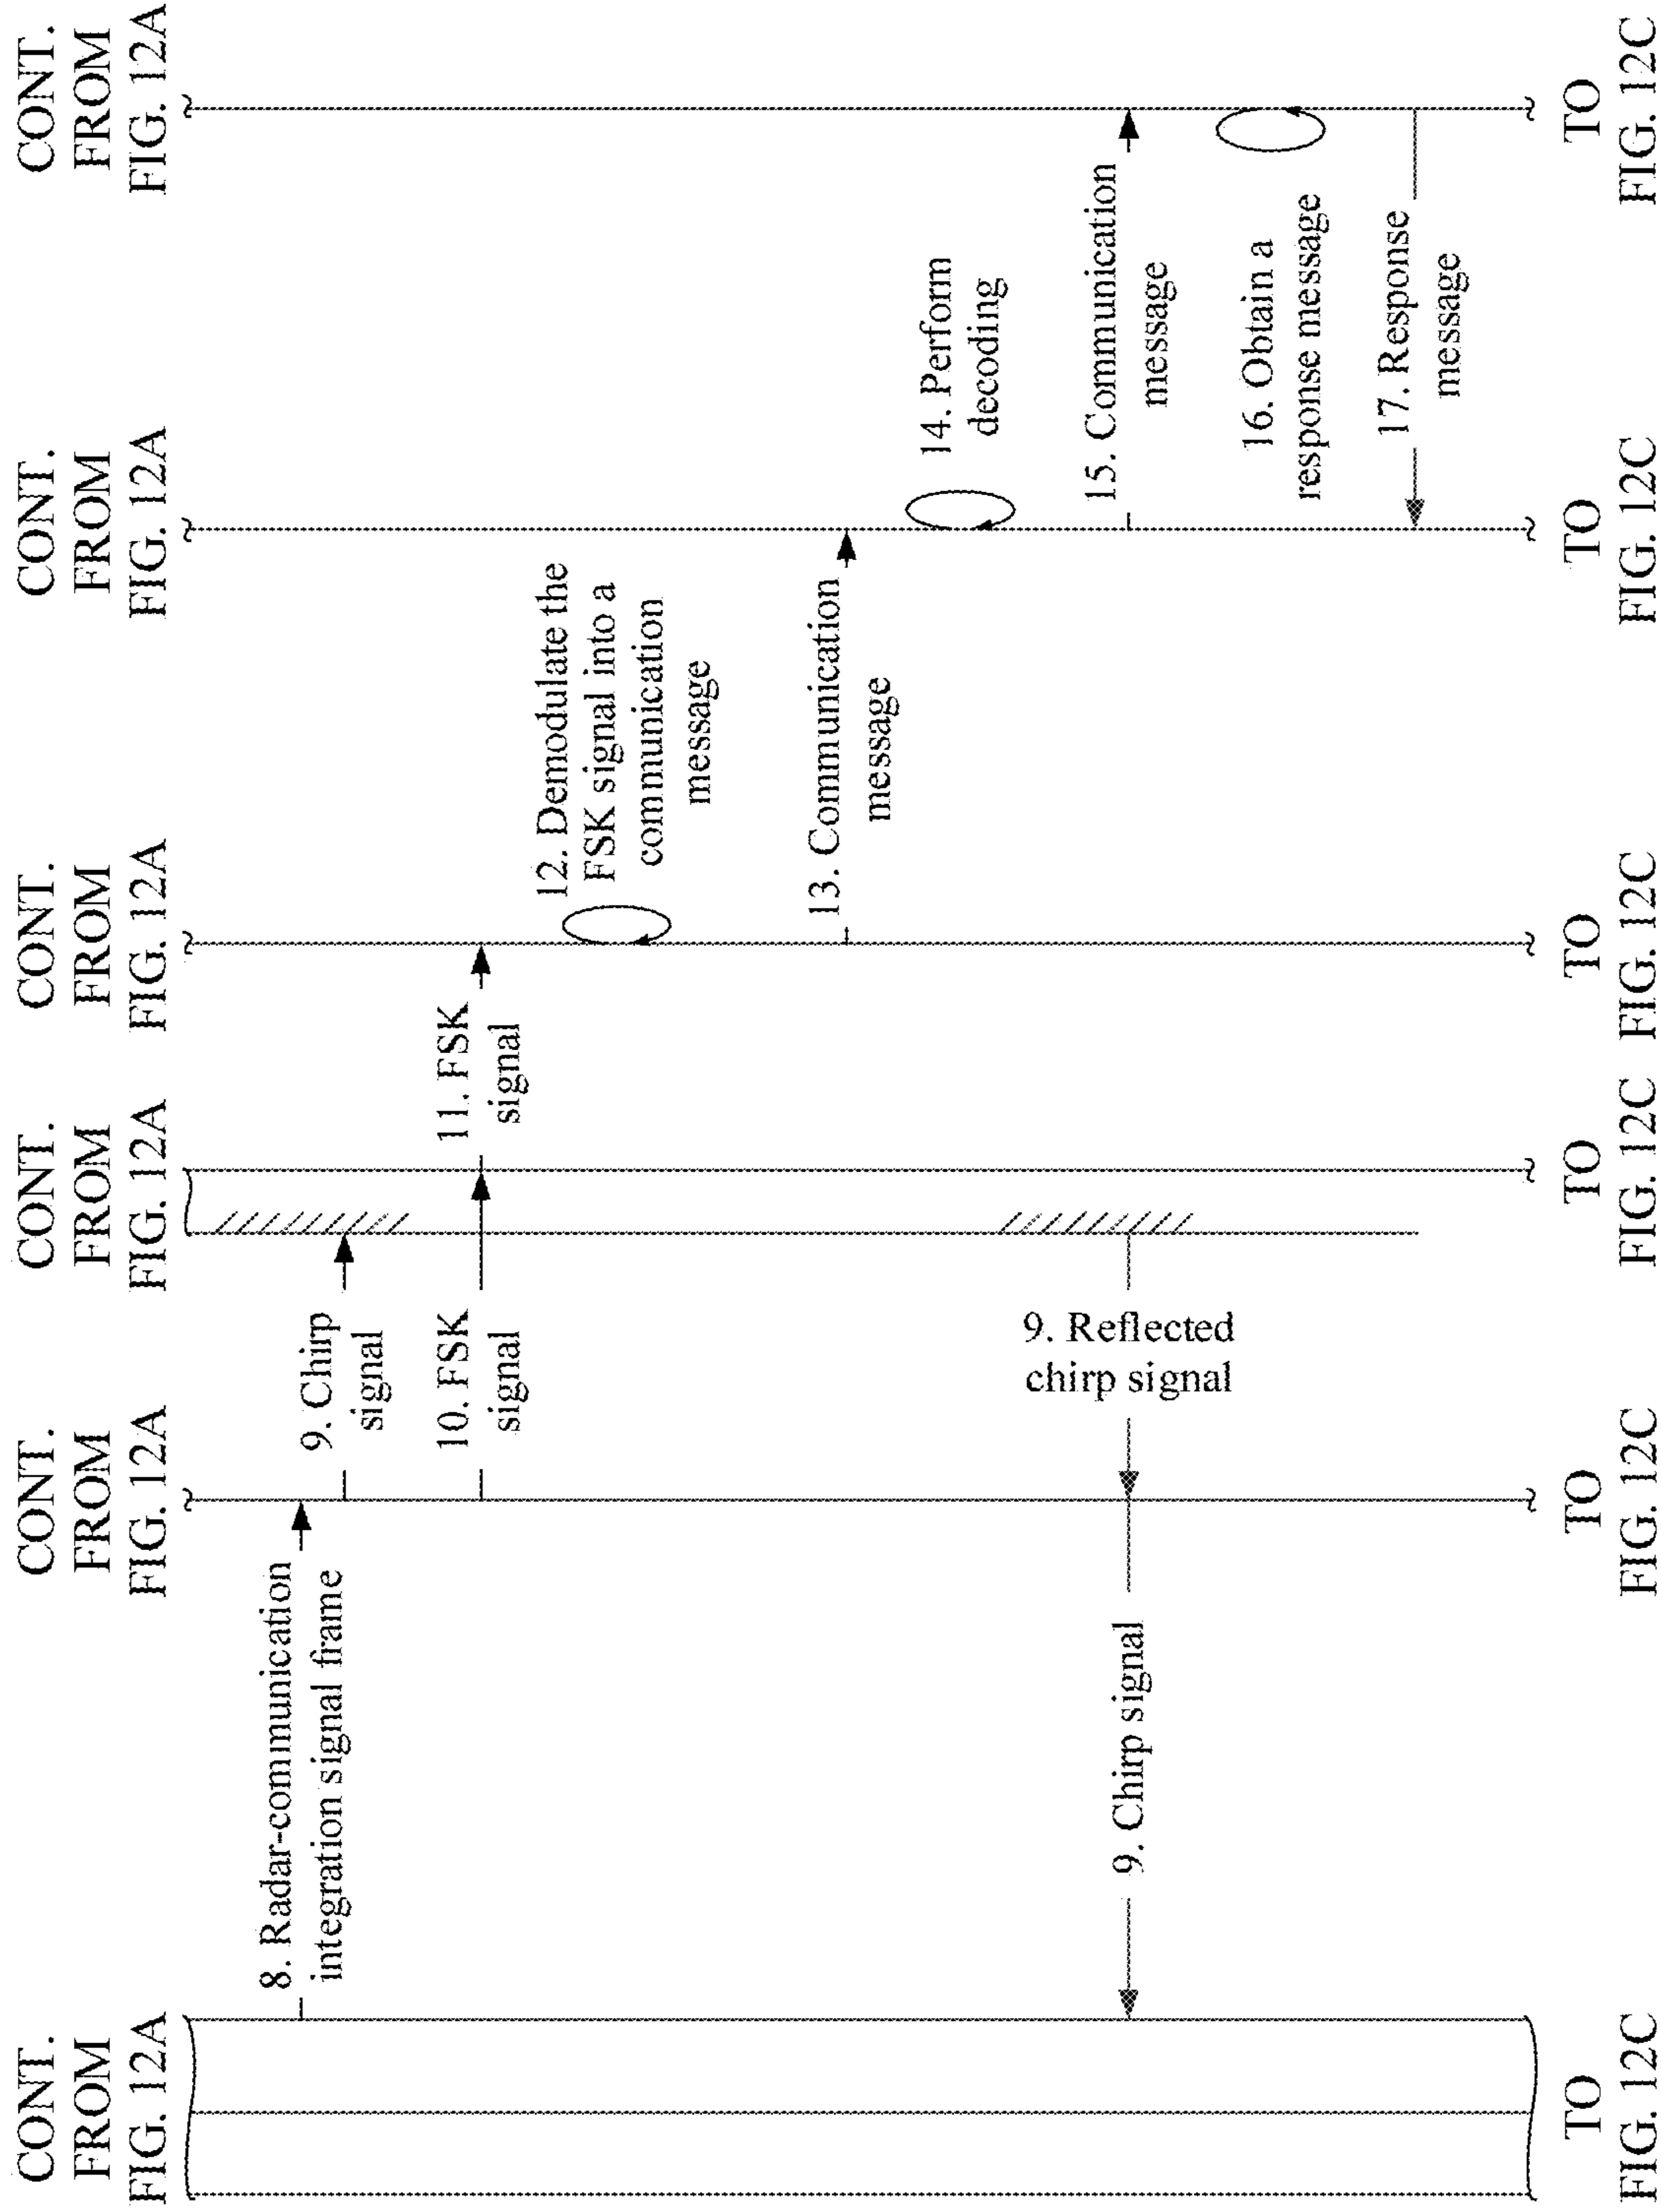 CONT.
FROM
FIG. 12A
CONT.
FROM
FIG. 12A
CONT.
FROM
FIG. 12A
CONT.
FROM
FIG. 12A
CONT.
FROM
FIG. 12A
CONT.
FROM
FIG. 12A
8. Radar-communication
integration signal frame
9. Chirp
signal
10. FSK
signal
11. FSK
signal
12. Demodulate the
FSK signal into a
communication
message
13. Communication
message
14. Perform
decoding
9. Chirp signal
9. Reflected
chirp signal
15. Communication
message
16. Obtain a
response message
17. Response
message
TO
FIG. 12C
TO
FIG. 12C
TO
FIG. 12C
TO
FIG. 12C
TO
FIG. 12C
TO
FIG. 12C